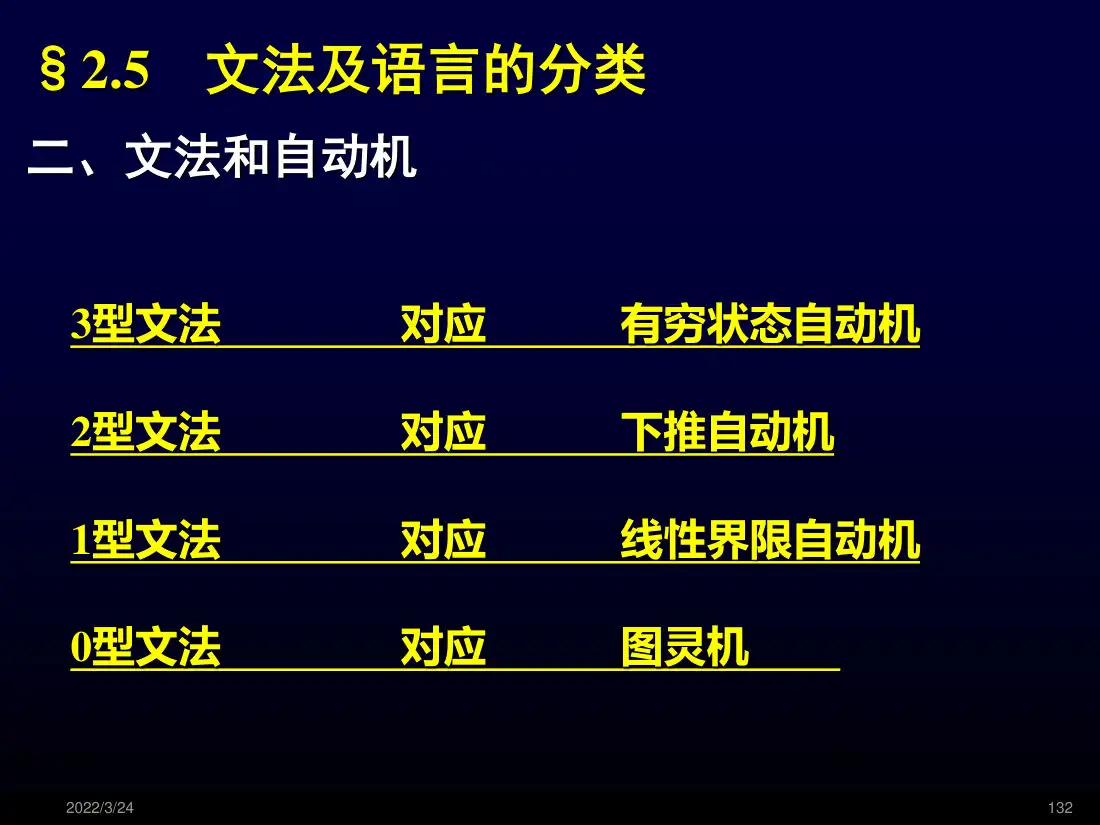 §2.5 文法及语言的分类
二、文法和自动机
3型文法 对应 有穷状态自动机
2型文法 对应 下推自动机
1型文法 对应 线性界限自动机
0型文法 对应 图灵机
2022/3/24 132